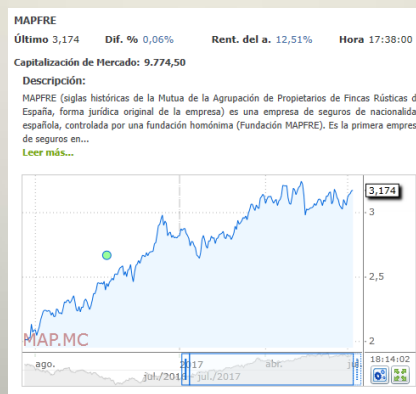 MAPFRE
Último 3,174 Dif. % 0,06% Rent. del a. 12,51% Hora 17:38:00
Capitalización de Mercado: 9.774,50
Descripción:
MAPFRE (siglas históricas de la Mutua de la Agrupación de Propietarios de Fincas Rústicas d
España, forma jurídica original de la empresa) es una empresa de seguros de nacionalida
española, controlada por una fundación homónima (Fundación MAPFRE). Es la primera empres
de seguros en...
Leer más...
3,174
3
2,5
MAP.MC
2
ago. 2017 abr. jul. 18:14:02
jul./2016 - jul./2017